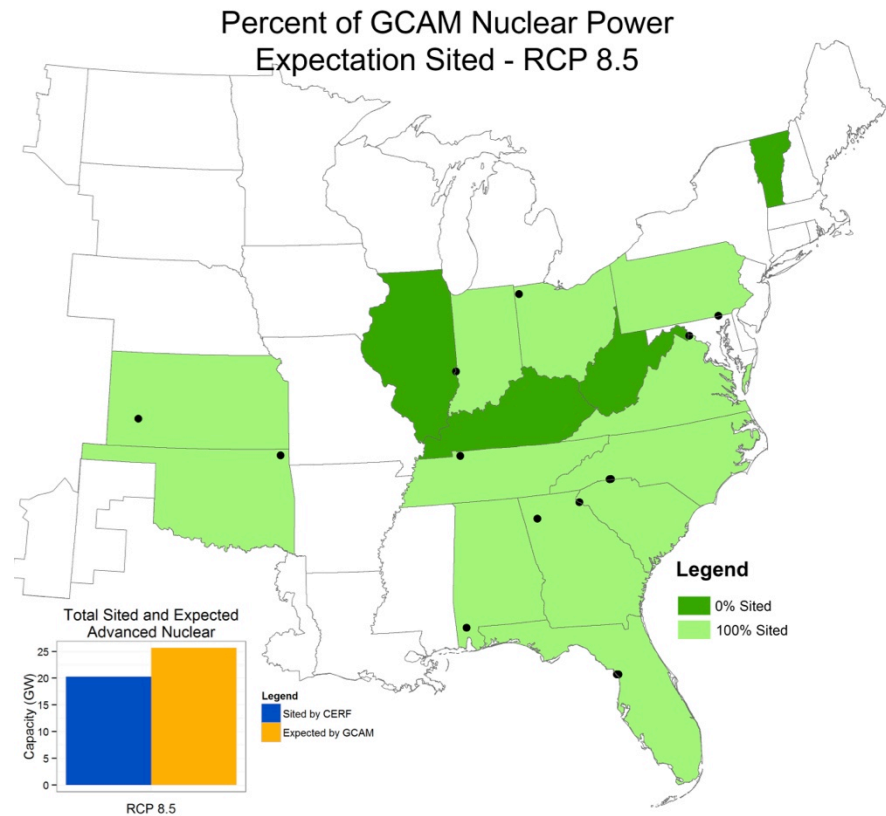 Percent of GCAM Nuclear Power
Expectation Sited - RCP 8.5
Legend
0% Sited
100% Sited
Total Sited and Expected
Advanced Nuclear
Capacity (GW)
25
20
15
10
5
0
RCP 8.5
Legend
Sited by CERF
Expected by GCAM